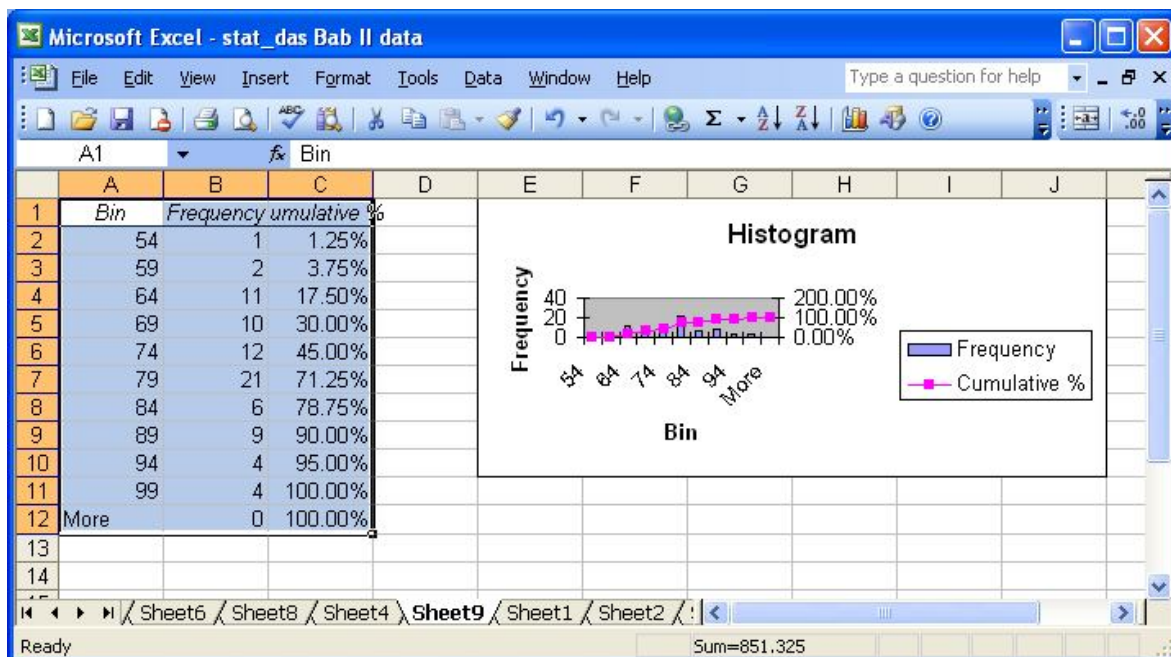 Microsoft Excel - stat_das Bab II data
File Edit View Insert Format Tools Data Window Help Type a question for help
A1 fx Bin
A B C D E F G H I J
1 Bin Frequency umulative %
2 54 1 1.25%
3 59 2 3.75%
4 64 11 17.50%
5 69 10 30.00%
6 74 12 45.00%
7 79 21 71.25%
8 84 6 78.75%
9 89 9 90.00%
10 94 4 95.00%
11 99 4 100.00%
12 More 0 100.00%
13
14
Histogram
Frequency
40 200.00%
20 100.00%
0 0.00%
54 64 74 84 94 More
Bin
Frequency
Cumulative %
Sheet6 Sheet8 Sheet4 Sheet9 Sheet1 Sheet2
Ready Sum=851.325